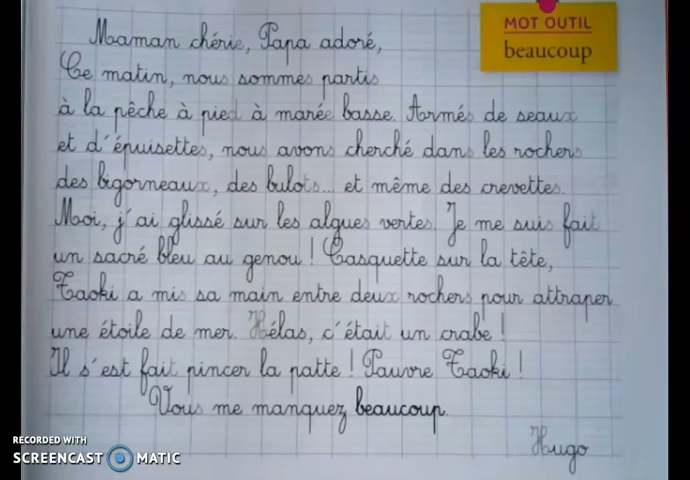 MOT OUTIL
beaucoup
Maman chérie, Papa adoré,
Ce matin, nous sommes partis
à la pêche à pied à marée basse. Armés de seaux
et d'épuisettes, nous avons cherché dans les rochers
des bigorneaux, des bulots... et même des crevettes.
Moi, j'ai glissé sur les algues vertes. Je me suis fait
un sacré bleu au genou ! Casquette sur la tête,
Taoki a mis sa main entre deux rochers pour attraper
une étoile de mer. Hélas, c'était un crabe !
Il s'est fait pincer la patte ! Pauvre Taoki !
Vous me manquez beaucoup.
Hugo
RECORDED WITH
SCREENCAST MATIC